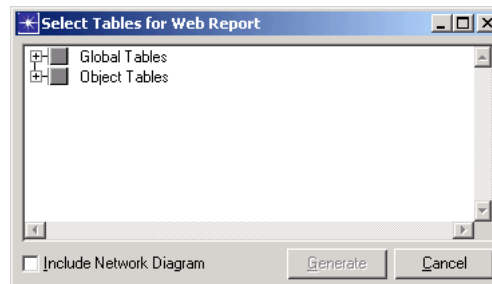 Select Tables for Web Report
Global Tables
Object Tables
Include Network Diagram
Generate
Cancel